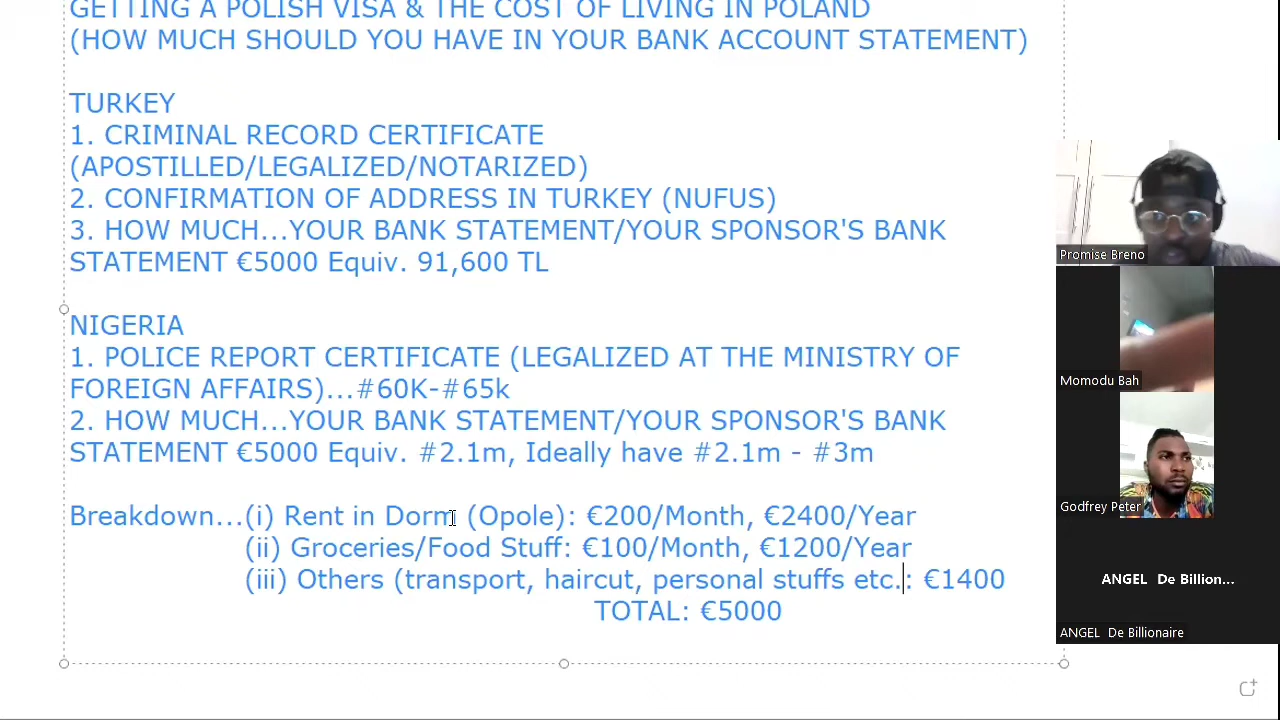 GETTING A POLISH VISA & THE COST OF LIVING IN POLAND
(HOW MUCH SHOULD YOU HAVE IN YOUR BANK ACCOUNT STATEMENT)
TURKEY
1. CRIMINAL RECORD CERTIFICATE
(APOSTILLED/LEGALIZED/NOTARIZED)
2. CONFIRMATION OF ADDRESS IN TURKEY (NUFUS)
3. HOW MUCH...YOUR BANK STATEMENT/YOUR SPONSOR'S BANK
STATEMENT €5000 Equiv. 91,600 TL
NIGERIA
1. POLICE REPORT CERTIFICATE (LEGALIZED AT THE MINISTRY OF
FOREIGN AFFAIRS)...#60K-#65k
2. HOW MUCH...YOUR BANK STATEMENT/YOUR SPONSOR'S BANK
STATEMENT €5000 Equiv. #2.1m, Ideally have #2.1m - #3m
Breakdown...(i) Rent in Dorm (Opole): €200/Month, €2400/Year
(ii) Groceries/Food Stuff: €100/Month, €1200/Year
(iii) Others (transport, haircut, personal stuffs etc.: €1400
TOTAL: €5000
Promise Breno
Momodu Bah
Godfrey Peter
ANGEL De Billion...
ANGEL De Billionaire